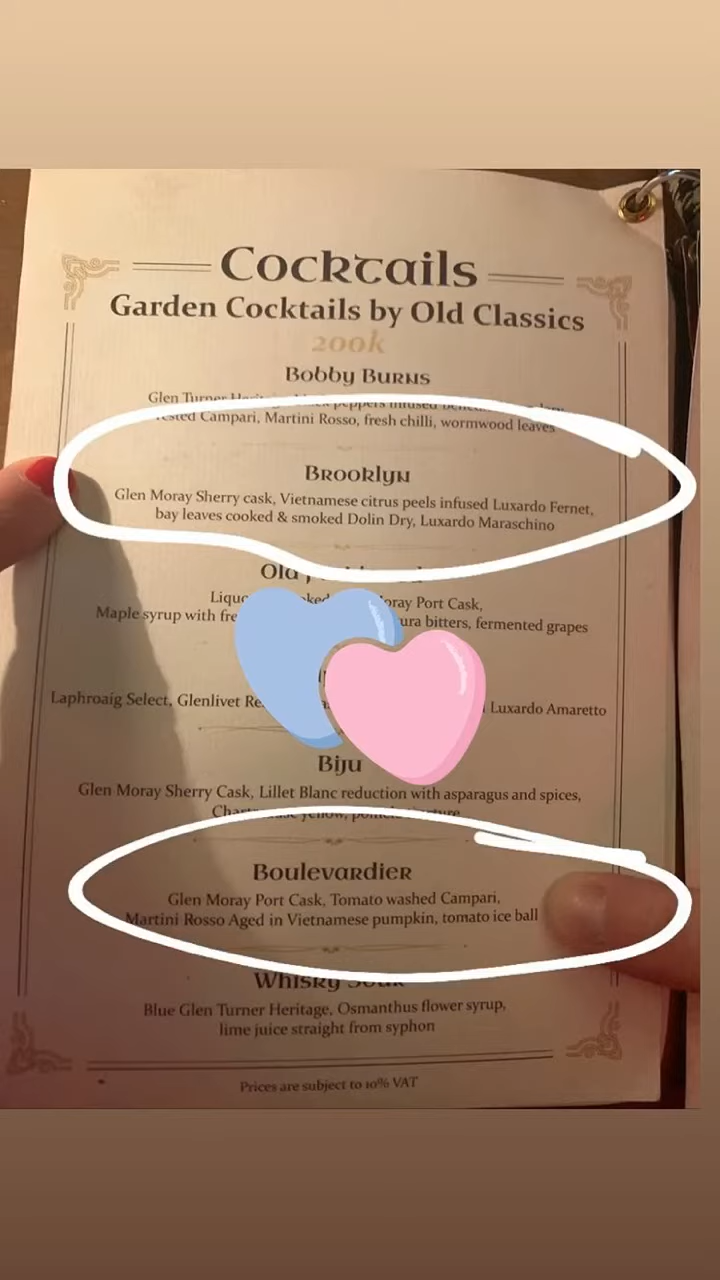 Cocktails
Garden Cocktails by Old Classics
200k
Bobby Burns
Glen Turner
Campari, Martini Rosso, fresh chilli, wormwood leaves
Brooklyn
Glen Moray Sherry cask, Vietnamese citrus peels infused Luxardo Fernet,
bay leaves cooked & smoked Dolin Dry, Luxardo Maraschino
Old
Port Cask,
Maple syrup with bitters, fermented grapes
Laphroaig Select, Glenlivet Luxardo Amaretto
Biju
Glen Moray Sherry Cask, Lillet Blanc reduction with asparagus and spices,
Boulevardier
Glen Moray Port Cask, Tomato washed Campari,
Martini Rosso Aged in Vietnamese pumpkin, tomato ice ball
Whisky
Blue Glen Turner Heritage, Osmanthus flower syrup,
lime juice straight from syphon
Prices are subject to 10% VAT